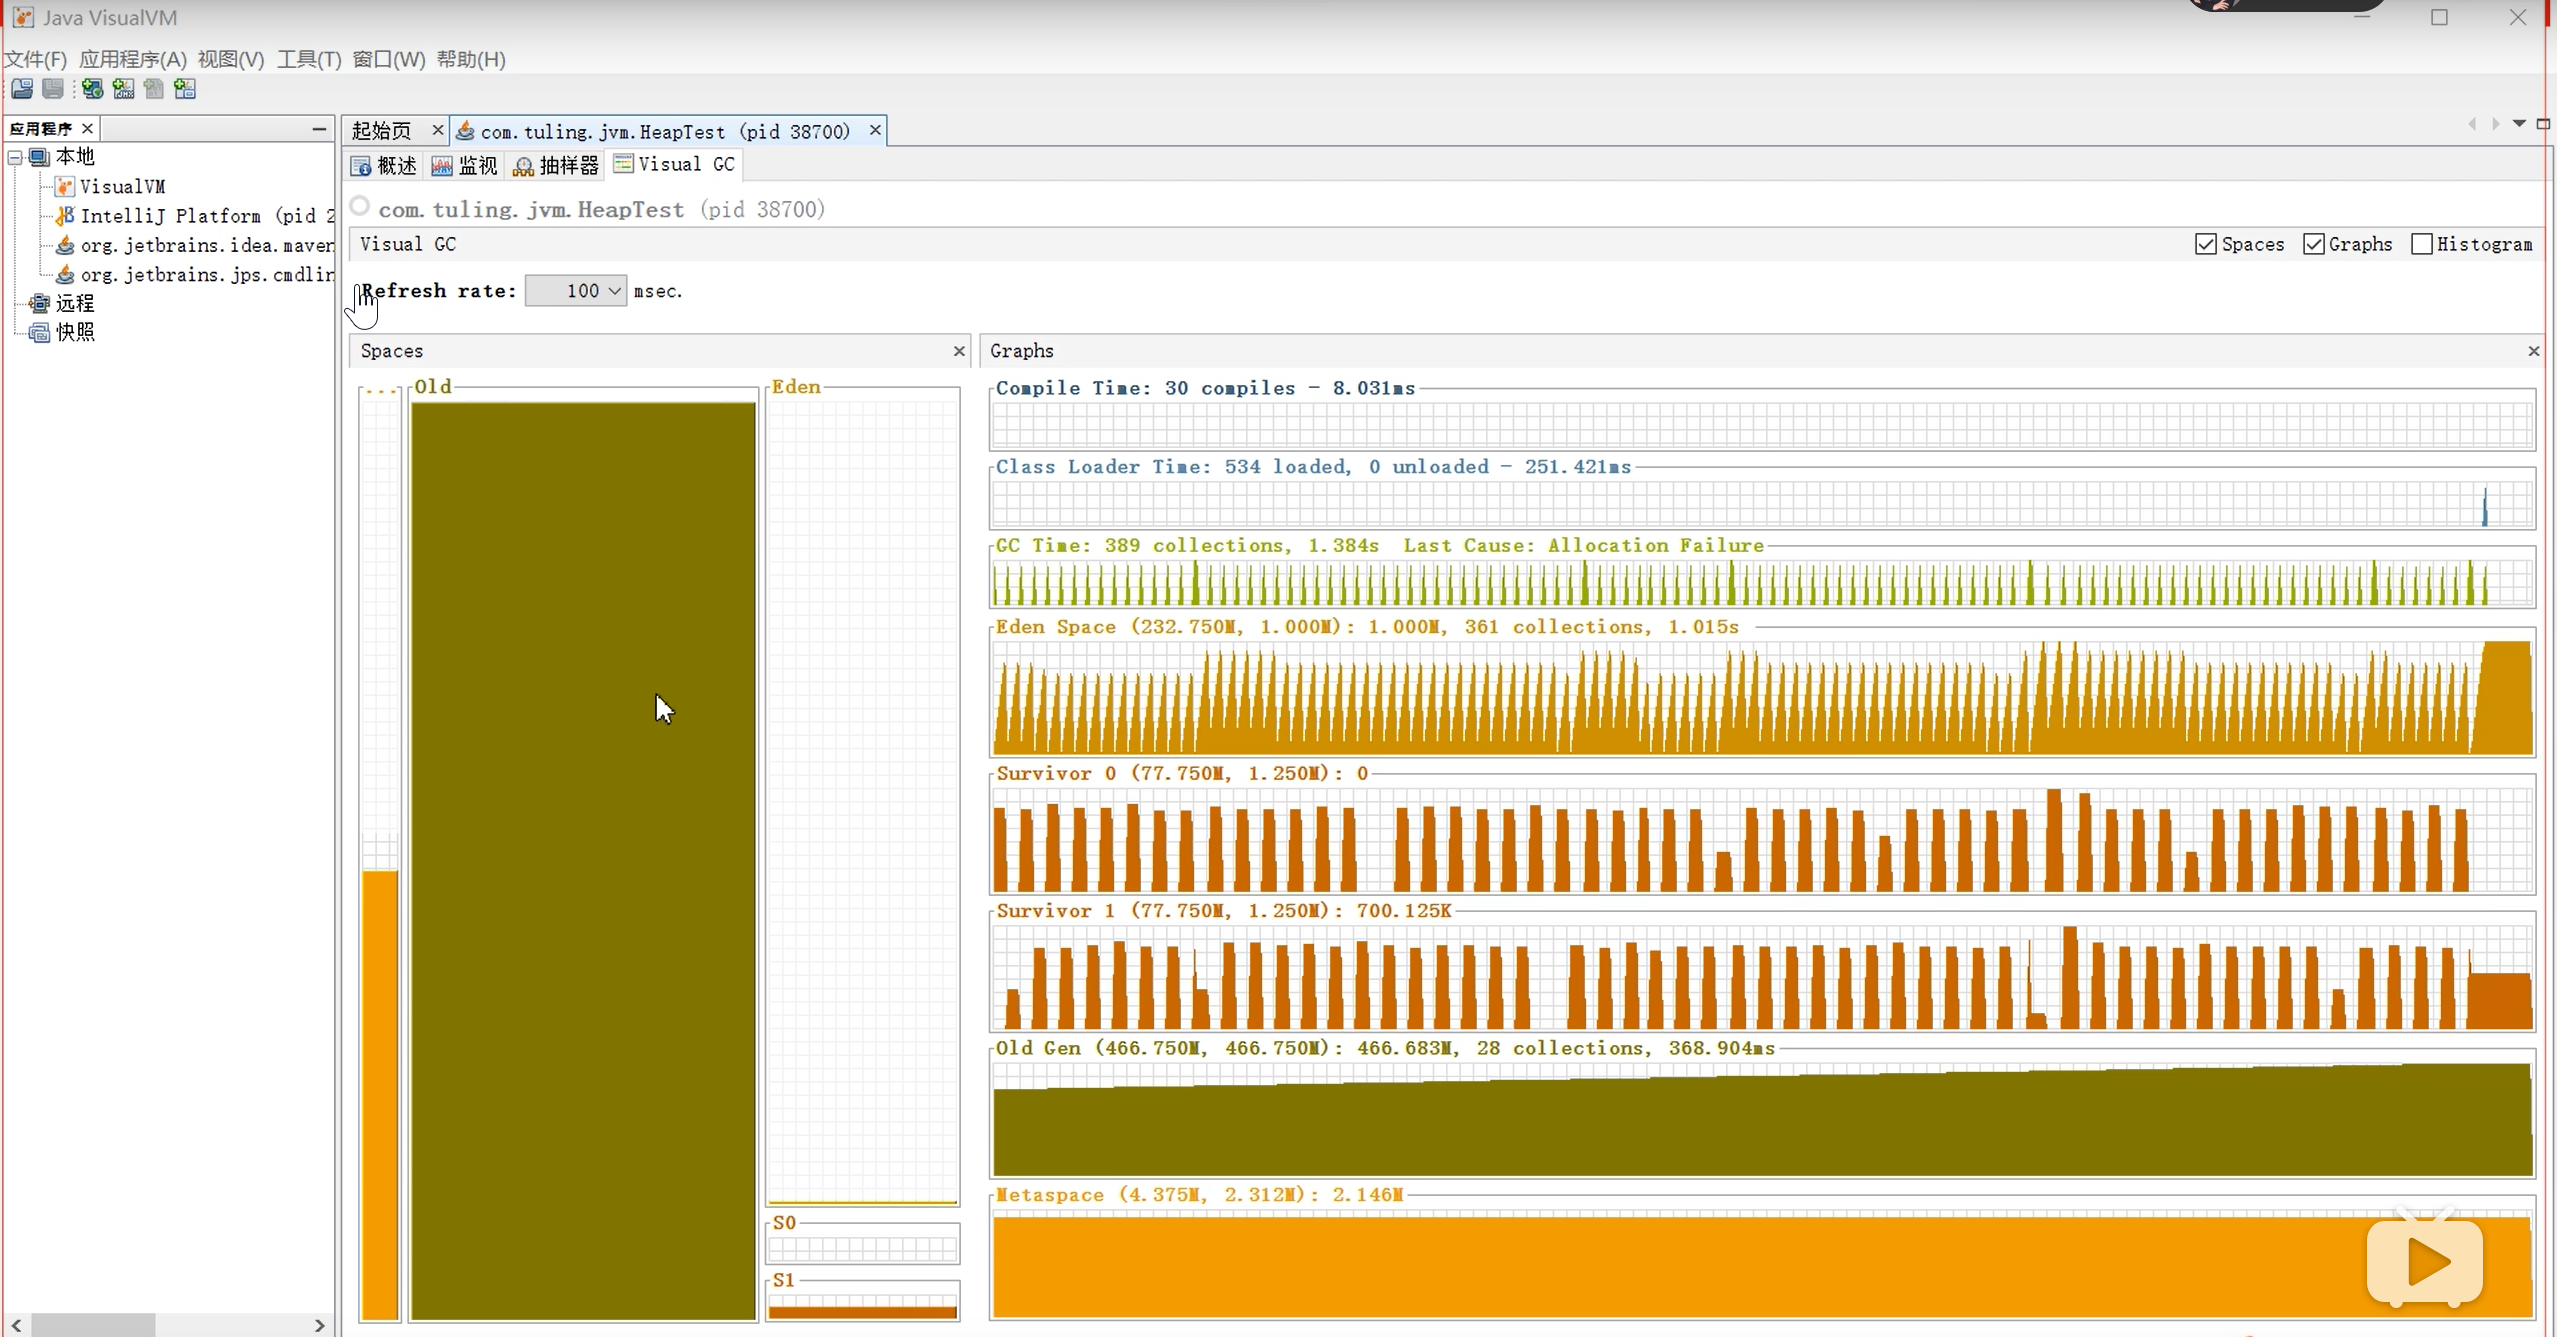 Java VisualVM
文件(F) 应用程序(A) 视图(V) 工具(T) 窗口(W) 帮助(H)
应用程序
起始页 com.tuling.jvm.HeapTest (pid 38700)
本地
VisualVM
IntelliJ Platform (pid 2
org.jetbrains.idea.maven
org.jetbrains.jps.cmdlin
远程
快照
概述 监视 抽样器 Visual GC
com.tuling.jvm.HeapTest (pid 38700)
Visual GC Spaces Graphs Histogram
Refresh rate: 100 msec.
Spaces
Graphs
... Old Eden
S0
S1
Compile Time: 30 compiles - 8.031ms
Class Loader Time: 534 loaded, 0 unloaded - 251.421ms
GC Time: 389 collections, 1.384s Last Cause: Allocation Failure
Eden Space (232.750M, 1.000M): 1.000M, 361 collections, 1.015s
Survivor 0 (77.750M, 1.250M): 0
Survivor 1 (77.750M, 1.250M): 700.125K
Old Gen (466.750M, 466.750M): 466.683M, 28 collections, 368.904ms
Metaspace (4.375M, 2.312M): 2.146M